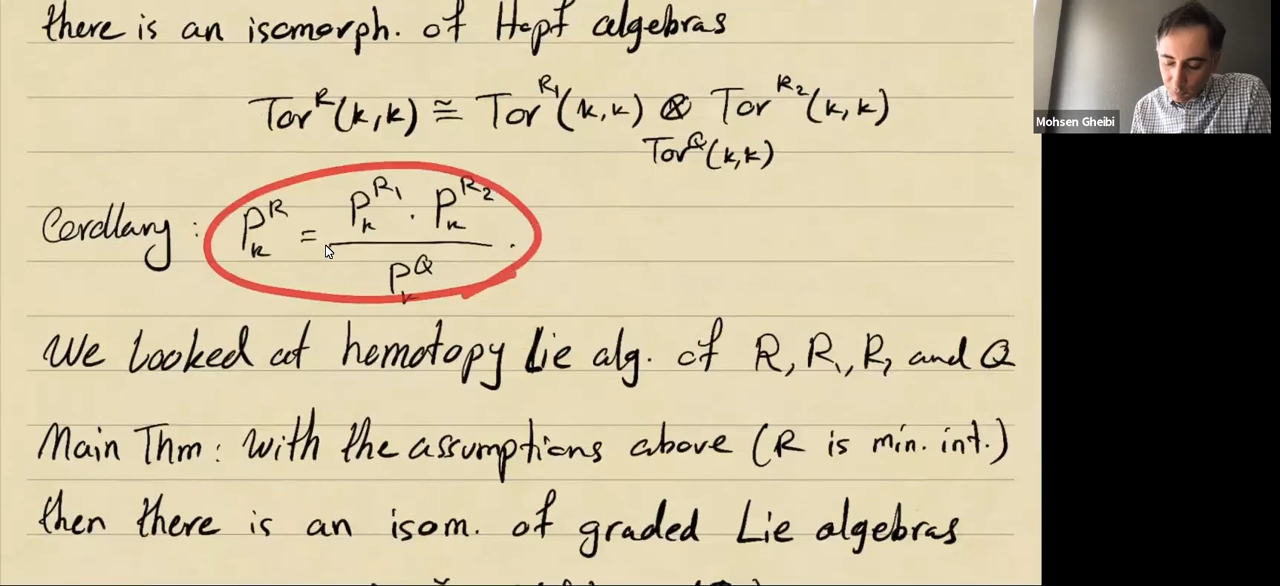 there is an isomorph. of Hopf algebras
Tor^R(k,k) ≅ Tor^{R_1}(k,k) ⊗_{Tor^Q(k,k)} Tor^{R_2}(k,k)
Mohsen Gheibi
Corollary : P_k^R = \frac{P_k^{R_1} · P_k^{R_2}}{P_k^Q} .
We looked at homotopy Lie alg. of R, R_1, R_2 and Q
Main Thm : with the assumptions above (R is min. int.)
then there is an isom. of graded Lie algebras